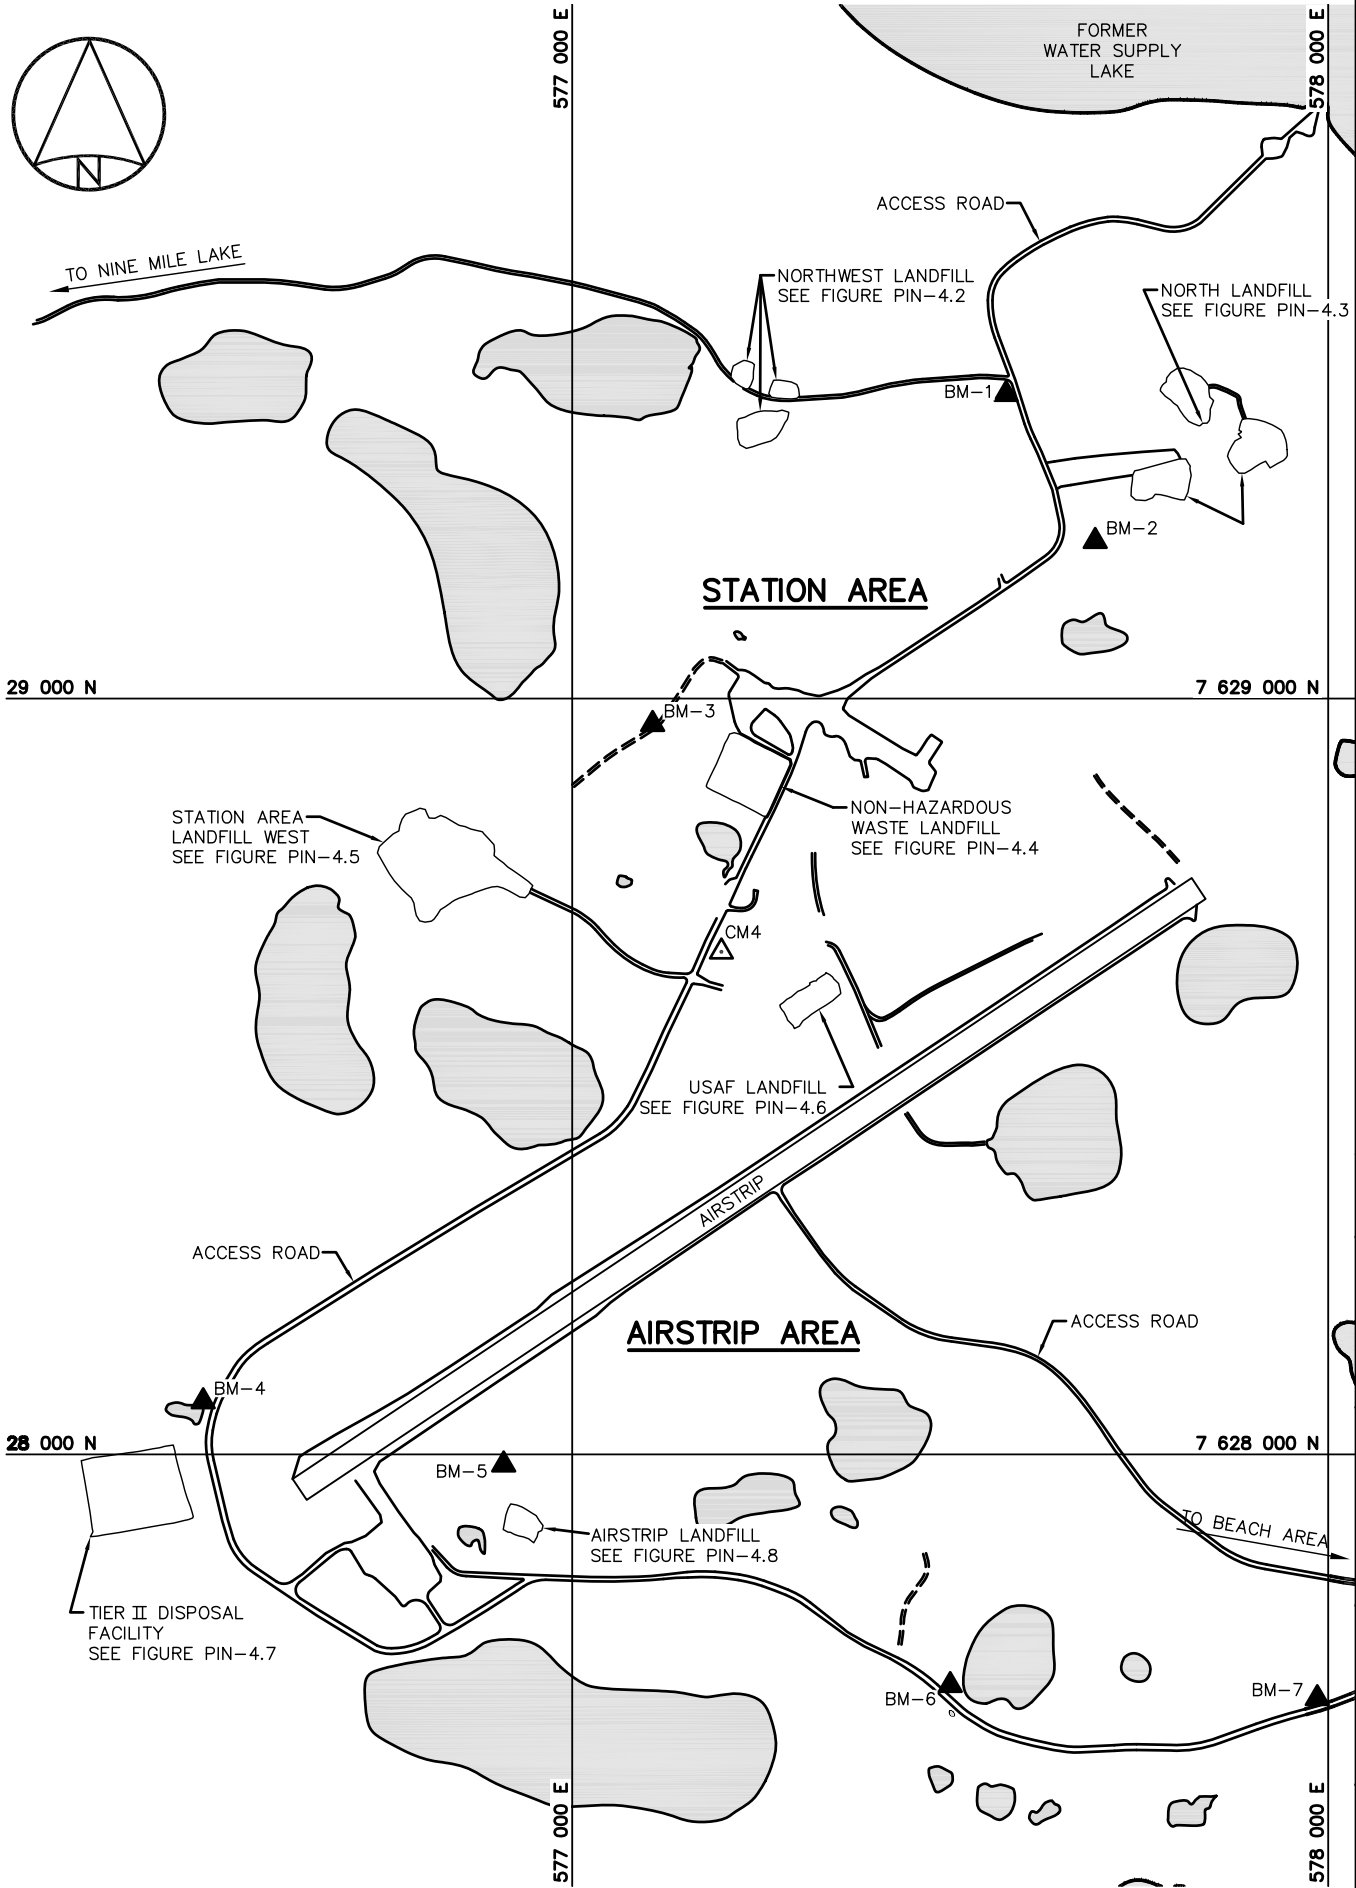 FORMER
WATER SUPPLY
LAKE
577 000 E
578 000 E
N
ACCESS ROAD
TO NINE MILE LAKE
NORTHWEST LANDFILL
SEE FIGURE PIN-4.2
NORTH LANDFILL
SEE FIGURE PIN-4.3
BM-1
BM-2
STATION AREA
29 000 N
7 629 000 N
BM-3
STATION AREA
LANDFILL WEST
SEE FIGURE PIN-4.5
NON-HAZARDOUS
WASTE LANDFILL
SEE FIGURE PIN-4.4
CM4
USAF LANDFILL
SEE FIGURE PIN-4.6
AIRSTRIP
ACCESS ROAD
AIRSTRIP AREA
ACCESS ROAD
BM-4
28 000 N
7 628 000 N
BM-5
AIRSTRIP LANDFILL
SEE FIGURE PIN-4.8
TO BEACH AREA
TIER II DISPOSAL
FACILITY
SEE FIGURE PIN-4.7
BM-6
BM-7
577 000 E
578 000 E